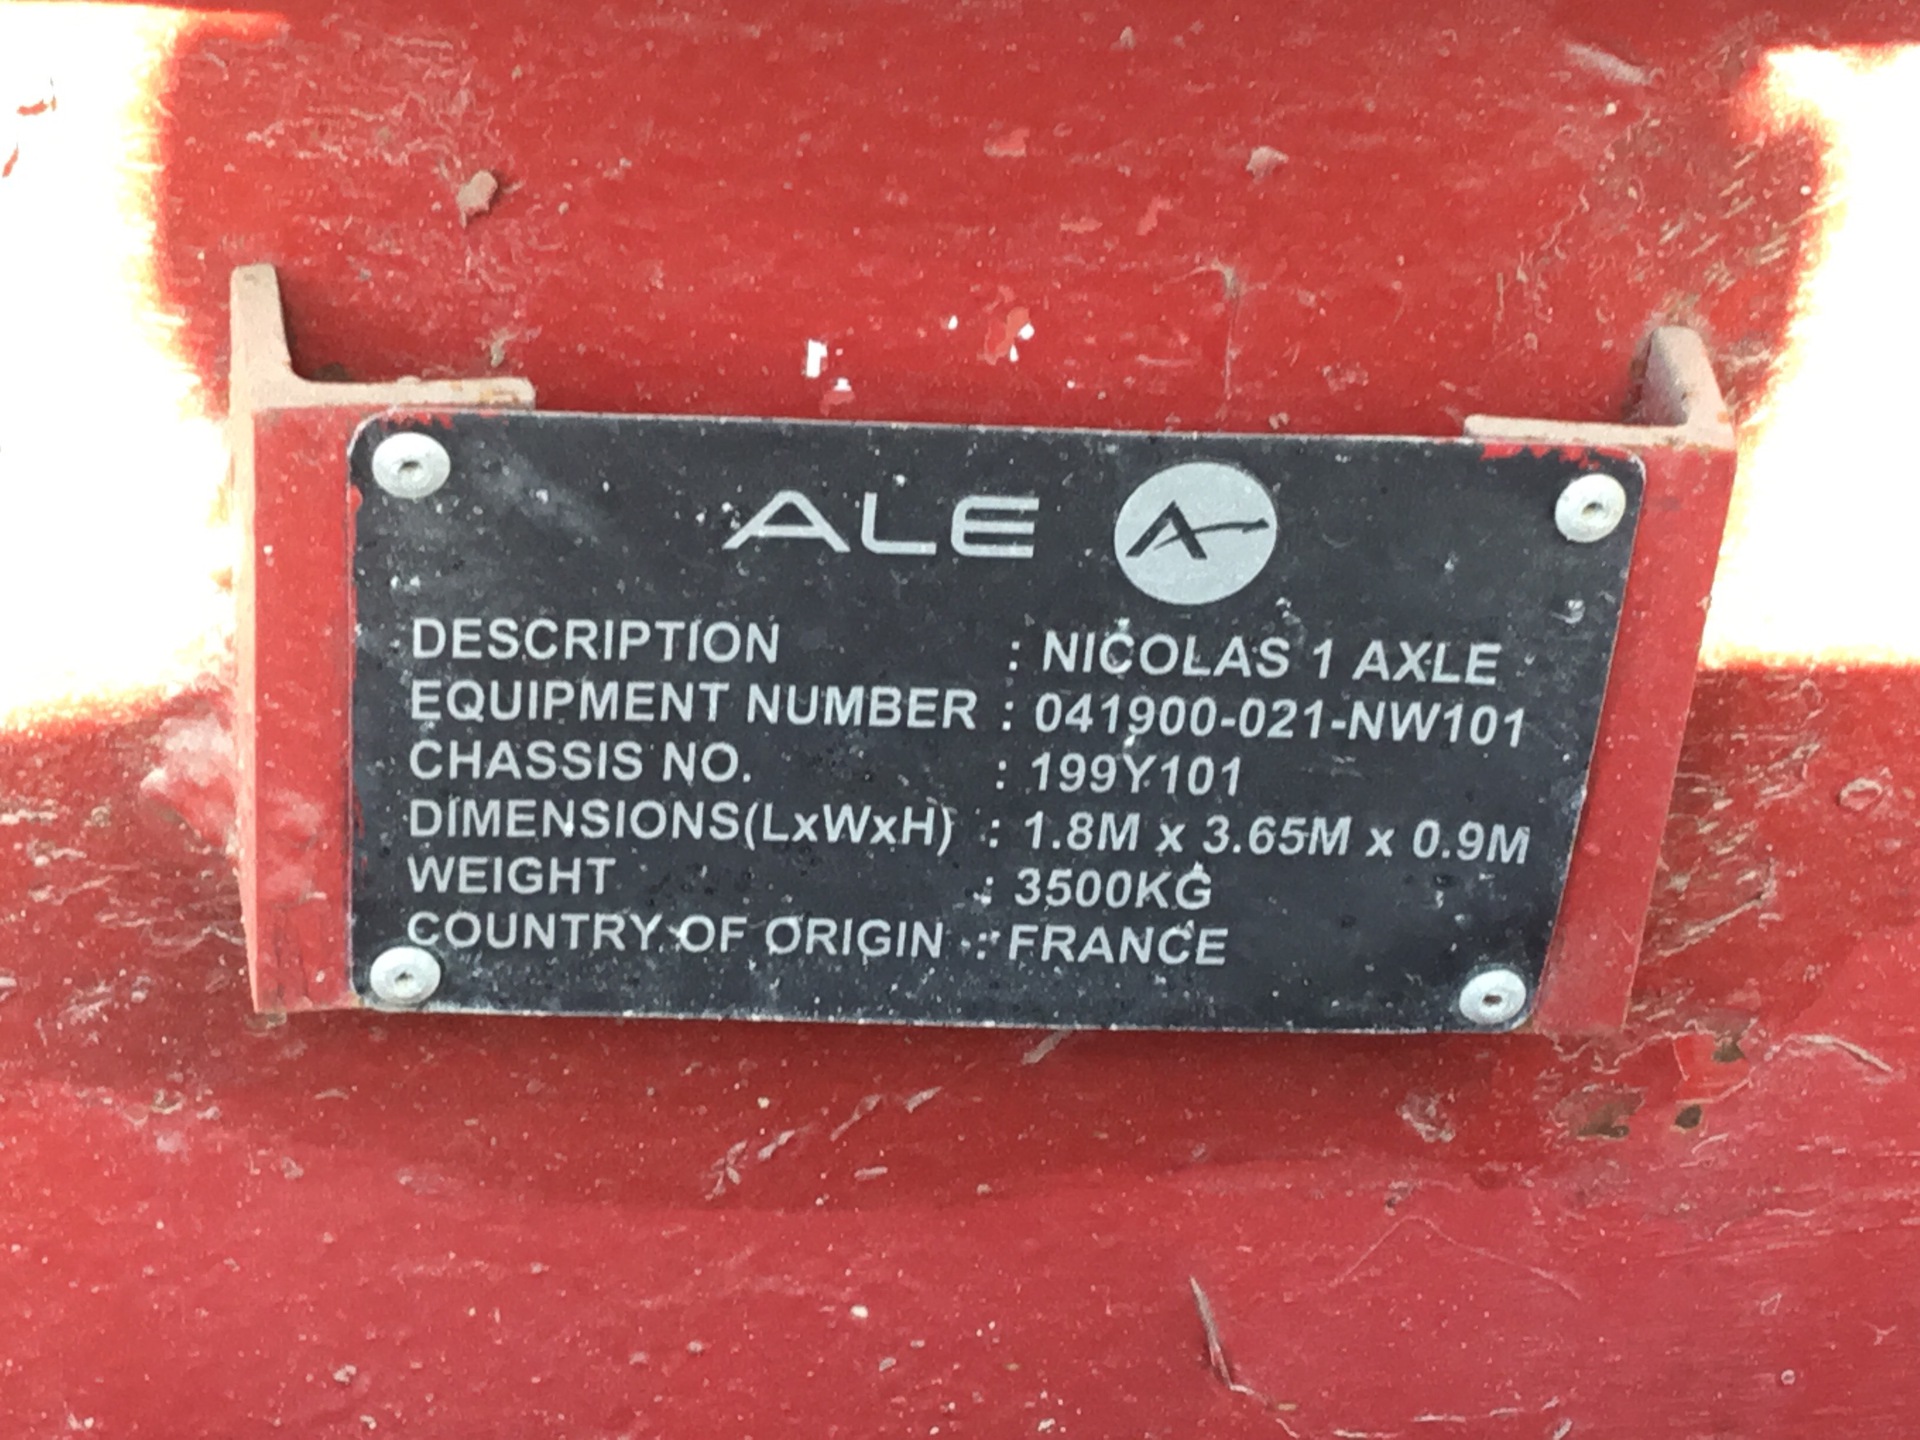 ALE
DESCRIPTION : NICOLAS 1 AXLE
EQUIPMENT NUMBER : 041900-021-NW101
CHASSIS NO. : 199Y101
DIMENSIONS(LxWxH) : 1.8M x 3.65M x 0.9M
WEIGHT : 3500KG
COUNTRY OF ORIGIN : FRANCE